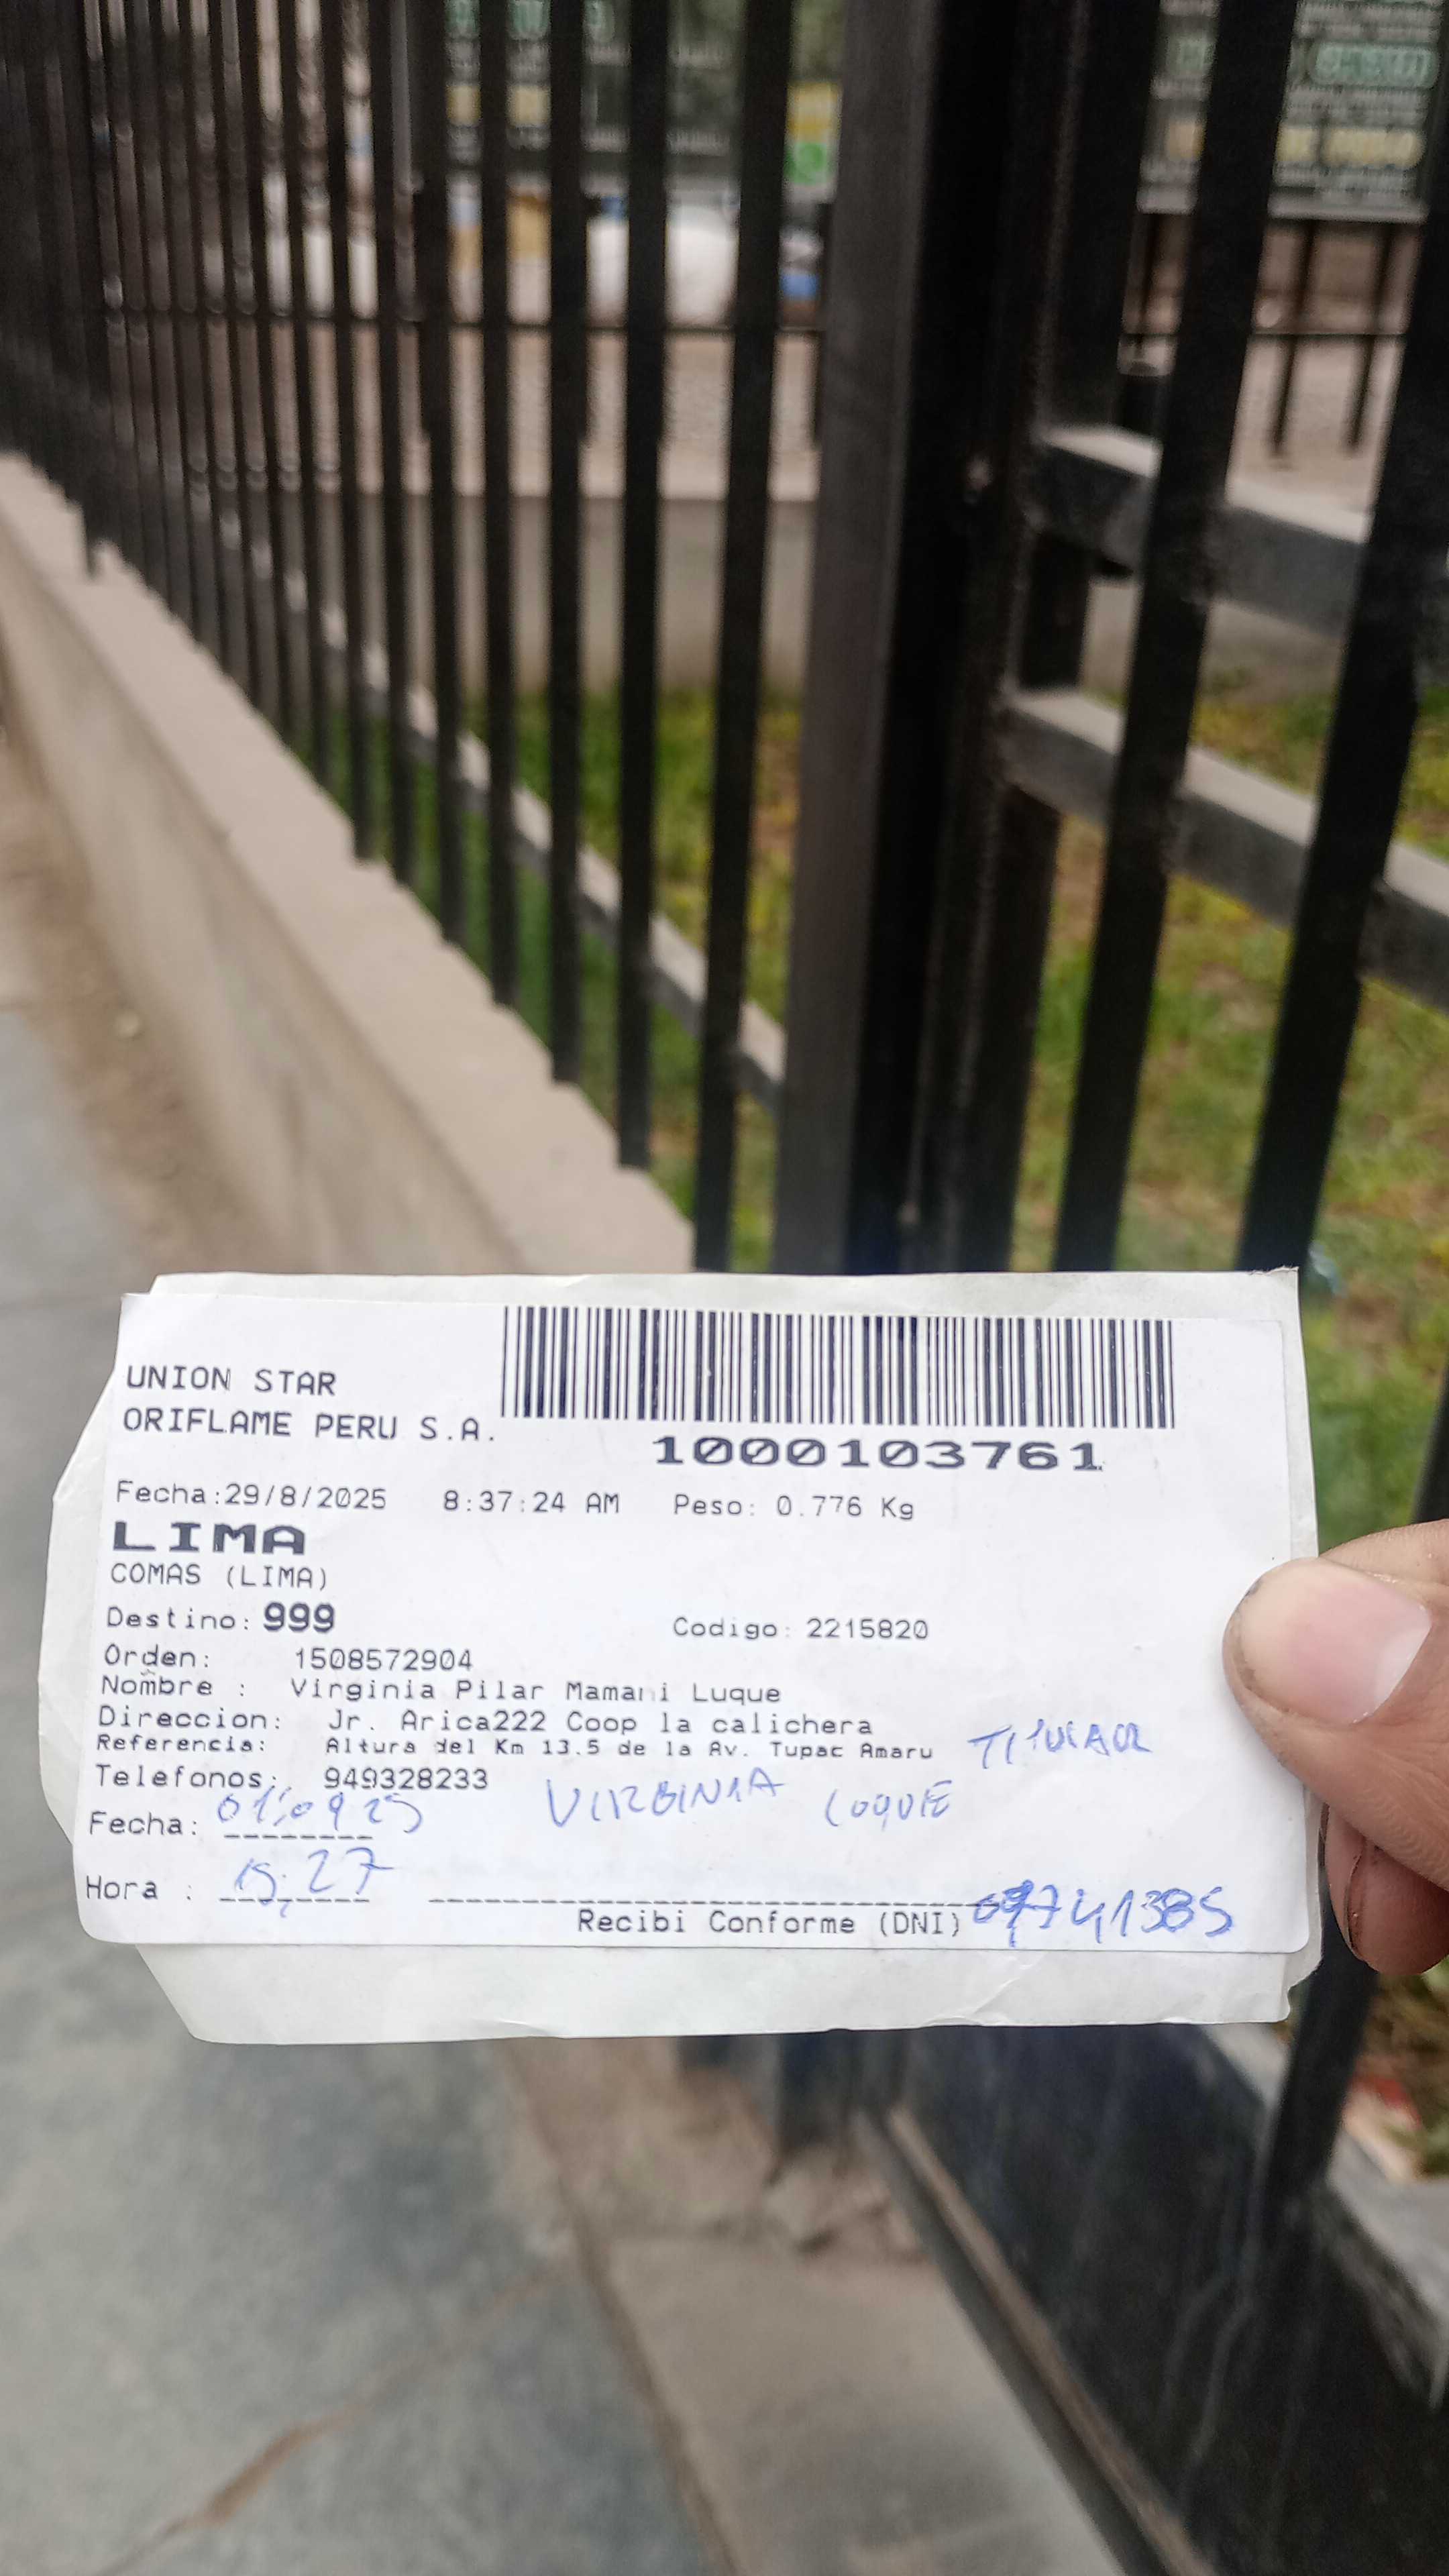 UNION STAR
ORIFLAME PERU S.A.
1000103761
Fecha:29/8/2025 8:37:24 AM Peso: 0.776 Kg
LIMA
COMAS (LIMA)
Destino: 999 Codigo: 2215820
Orden: 1508572904
Nombre : Virginia Pilar Mamani Luque
Direccion: Jr. Arica222 Coop la calichera
Referencia: Altura del Km 13.5 de la Av. Tupac Amaru TITULAR
Telefonos: 949328233 VIRGINIA LUQUE
Fecha: 01/09 25
Hora : 15:27
Recibi Conforme (DNI) 09741385